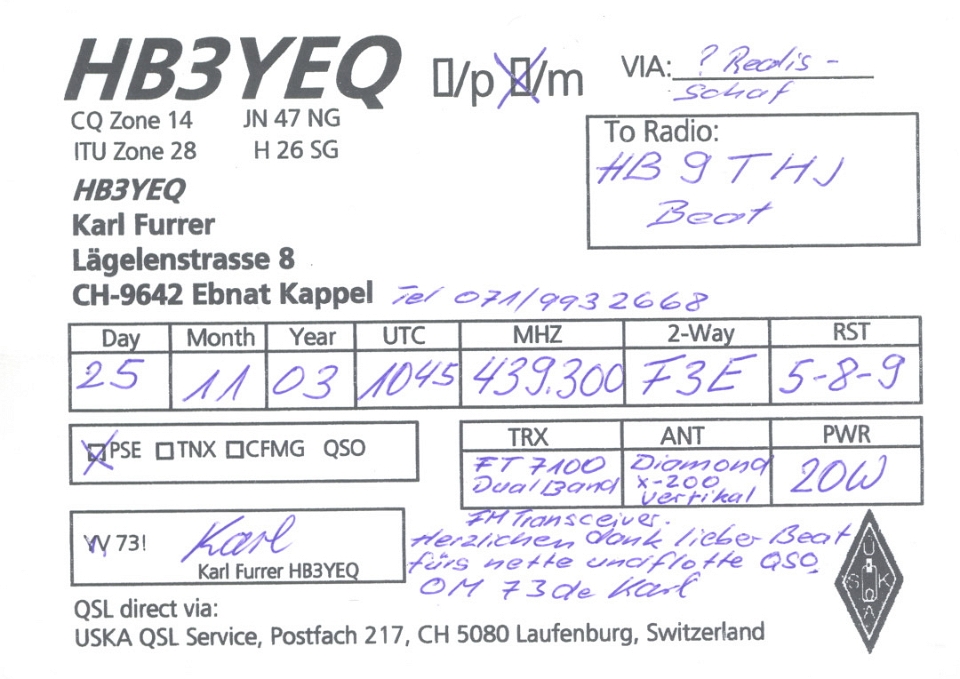 HB3YEQ ▯/p ▯/m VIA: ? Redis-
schaf
CQ Zone 14 JN 47 NG
ITU Zone 28 H 26 SG
To Radio:
HB9THJ
Beat
HB3YEQ
Karl Furrer
Lägelenstrasse 8
CH-9642 Ebnat Kappel Tel 071/993 2668
Day Month Year UTC MHZ 2-Way RST
25 11 03 1045 439.300 F3E 5-8-9
PSE TNX CFMG QSO
TRX ANT PWR
FT 7100 Diamond 20W
Dual Band X-200
Vertikal
FM Transceiver.
Herzlichen dank lieber Beat
fürs nette und flotte QSO.
OM 73 de Karl
VY 73! Karl
Karl Furrer HB3YEQ
USKA
QSL direct via:
USKA QSL Service, Postfach 217, CH 5080 Laufenburg, Switzerland